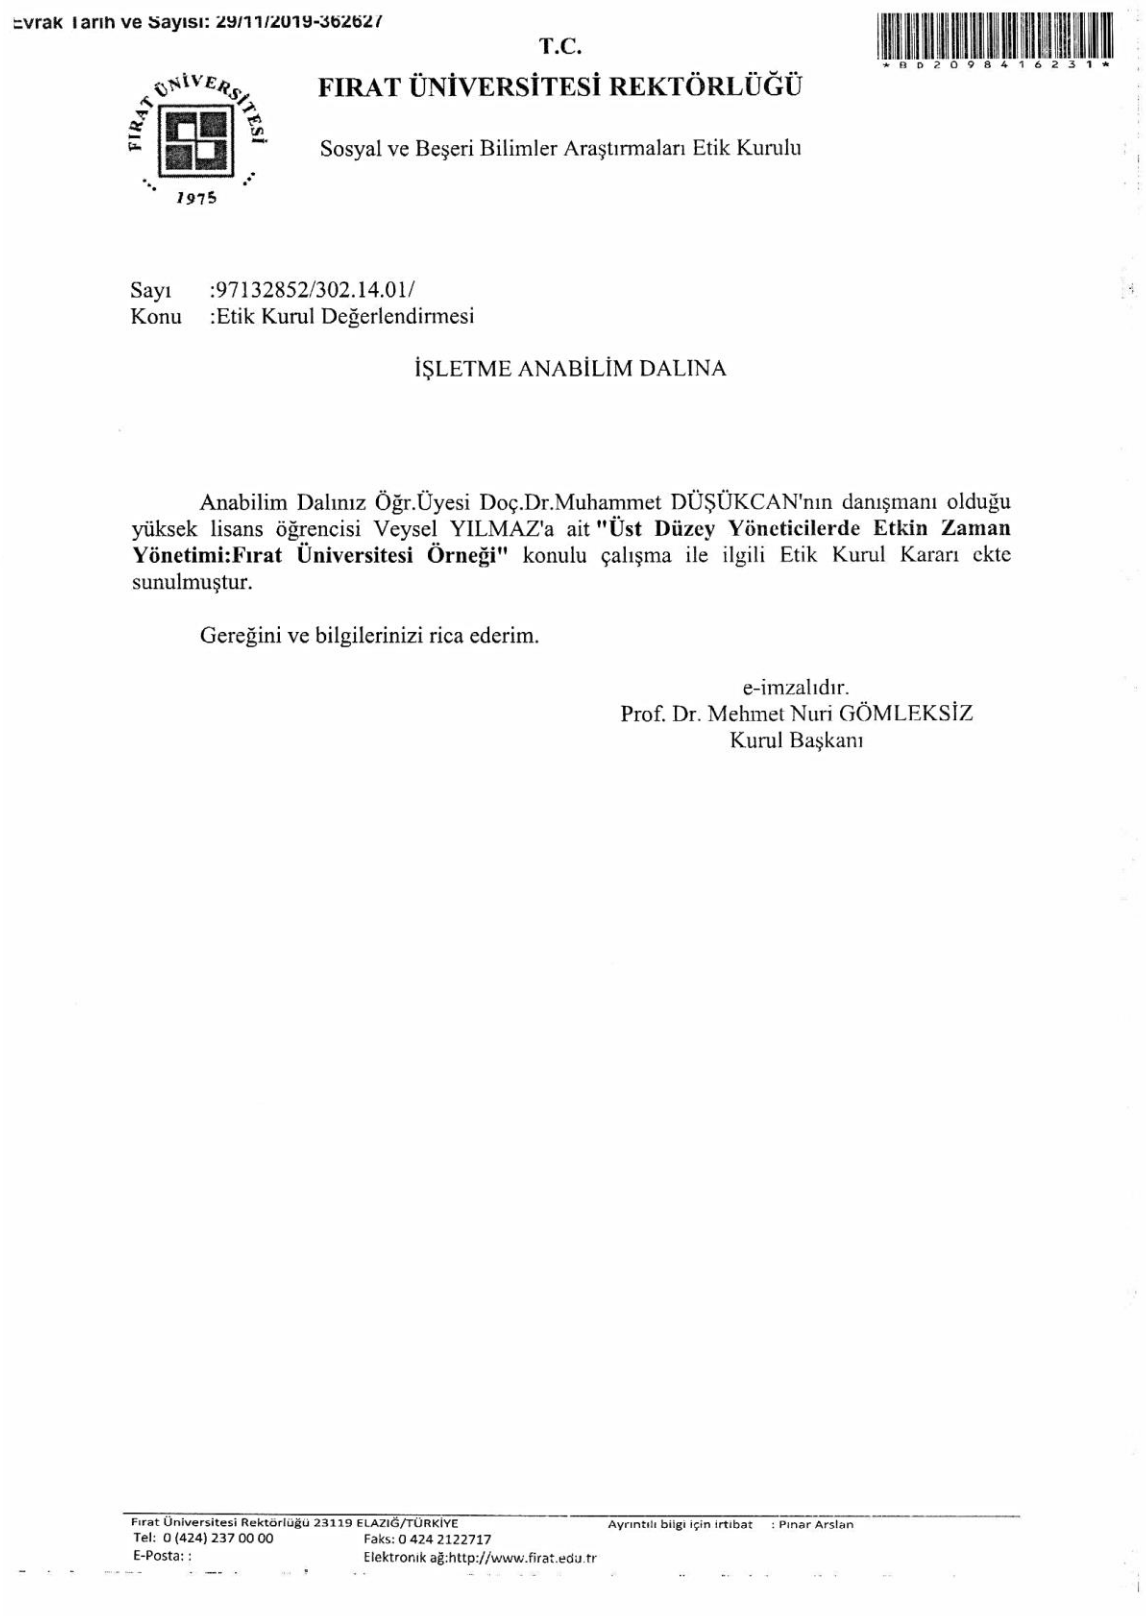 Evrak Tarih ve Sayısı: 29/11/2019-362627
*BD2098416231*
T.C.
FIRAT ÜNİVERSİTESİ REKTÖRLÜĞÜ
Sosyal ve Beşeri Bilimler Araştırmaları Etik Kurulu
FIRAT ÜNİVERSİTESİ
1975
Sayı :97132852/302.14.01/
Konu :Etik Kurul Değerlendirmesi
İŞLETME ANABİLİM DALINA
Anabilim Dalınız Öğr.Üyesi Doç.Dr.Muhammet DÜŞÜKCAN'nın danışmanı olduğu
yüksek lisans öğrencisi Veysel YILMAZ'a ait "Üst Düzey Yöneticilerde Etkin Zaman
Yönetimi:Fırat Üniversitesi Örneği" konulu çalışma ile ilgili Etik Kurul Kararı ekte
sunulmuştur.
Gereğini ve bilgilerinizi rica ederim.
e-imzalıdır.
Prof. Dr. Mehmet Nuri GÖMLEKSİZ
Kurul Başkanı
Fırat Üniversitesi Rektörlüğü 23119 ELAZIĞ/TÜRKİYE Ayrıntılı bilgi için irtibat : Pınar Arslan
Tel: 0 (424) 237 00 00 Faks: 0 424 2122717
E-Posta: : Elektronik ağ:http://www.firat.edu.tr